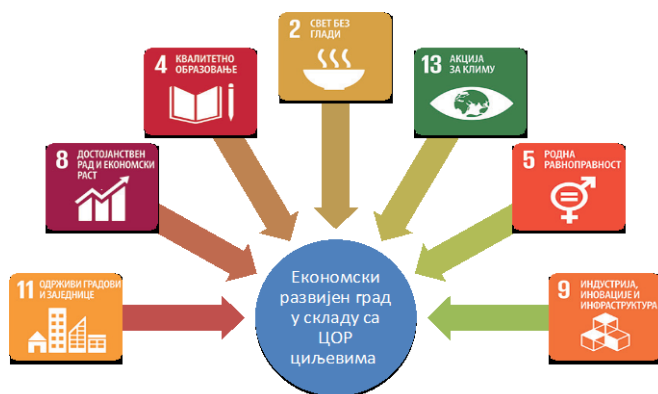 2 СВЕТ БЕЗ
ГЛАДИ
4 КВАЛИТЕТНО
ОБРАЗОВАЊЕ
13 АКЦИЈА
ЗА КЛИМУ
8 ДОСТОЈАНСТВЕН
РАД И ЕКОНОМСКИ
РАСТ
5 РОДНА
РАВНОПРАВНОСТ
11 ОДРЖИВИ ГРАДОВИ
И ЗАЈЕДНИЦЕ
9 ИНДУСТРИЈА,
ИНОВАЦИЈЕ И
ИНФРАСТРУКТУРА
Економски
развијен град
у складу са
ЦОР
циљевима